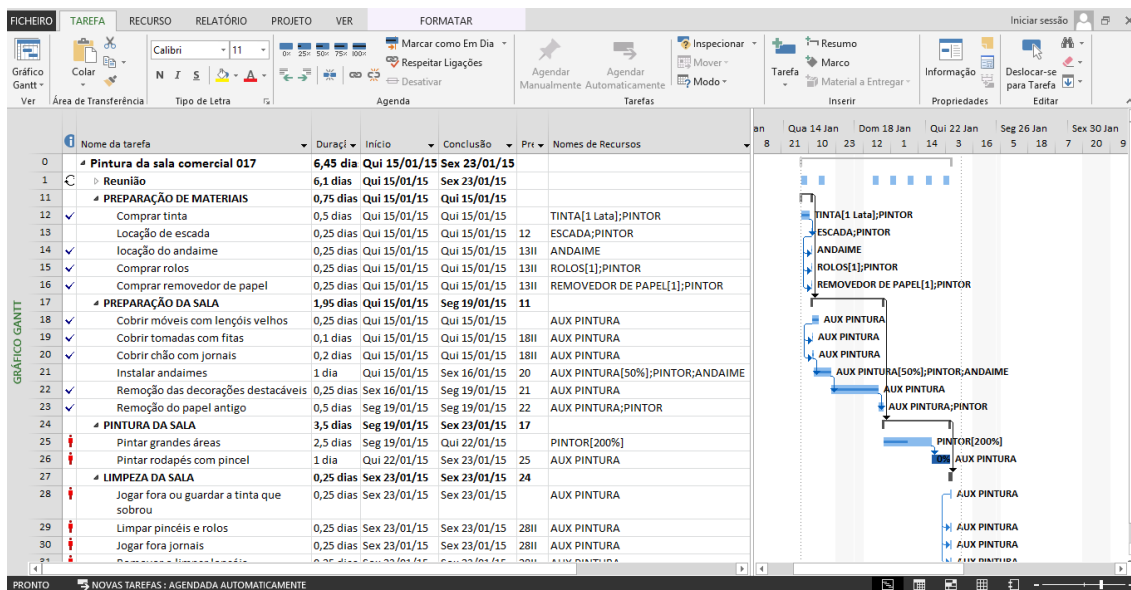 FICHEIRO TAREFA RECURSO RELATÓRIO PROJETO VER FORMATAR Iniciar sessão
Gráfico Gantt
Ver
Colar
Área de Transferência
Calibri 11
N I S A
Tipo de Letra
0× 25× 50× 75× 100×
Marcar como Em Dia
Respeitar Ligações
Desativar
Agenda
Agendar Manualmente
Agendar Automaticamente
Inspecionar
Mover
Modo
Tarefas
Tarefa
Resumo
Marco
Material a Entregar
Inserir
Informação
Propriedades
Deslocar-se para Tarefa
Editar
GRÁFICO GANTT
Nome da tarefa Duraçã Início Conclusão Pre Nomes de Recursos
an Qua 14 Jan Dom 18 Jan Qui 22 Jan Seg 26 Jan Sex 30 Jan
8 21 10 23 12 1 14 3 16 5 18 7 20 9
0 Pintura da sala comercial 017 6,45 dia Qui 15/01/15 Sex 23/01/15
1 Reunião 6,1 dias Qui 15/01/15 Sex 23/01/15
11 PREPARAÇÃO DE MATERIAIS 0,75 dias Qui 15/01/15 Qui 15/01/15
12 Comprar tinta 0,5 dias Qui 15/01/15 Qui 15/01/15 TINTA[1 Lata];PINTOR TINTA[1 Lata];PINTOR
13 Locação de escada 0,25 dias Qui 15/01/15 Qui 15/01/15 12 ESCADA;PINTOR ESCADA;PINTOR
14 locação do andaime 0,25 dias Qui 15/01/15 Qui 15/01/15 13II ANDAIME ANDAIME
15 Comprar rolos 0,25 dias Qui 15/01/15 Qui 15/01/15 13II ROLOS[1];PINTOR ROLOS[1];PINTOR
16 Comprar removedor de papel 0,25 dias Qui 15/01/15 Qui 15/01/15 13II REMOVEDOR DE PAPEL[1];PINTOR REMOVEDOR DE PAPEL[1];PINTOR
17 PREPARAÇÃO DA SALA 1,95 dias Qui 15/01/15 Seg 19/01/15 11
18 Cobrir móveis com lençóis velhos 0,25 dias Qui 15/01/15 Qui 15/01/15 AUX PINTURA AUX PINTURA
19 Cobrir tomadas com fitas 0,1 dias Qui 15/01/15 Qui 15/01/15 18II AUX PINTURA AUX PINTURA
20 Cobrir chão com jornais 0,2 dias Qui 15/01/15 Qui 15/01/15 18II AUX PINTURA AUX PINTURA
21 Instalar andaimes 1 dia Qui 15/01/15 Sex 16/01/15 20 AUX PINTURA[50%];PINTOR;ANDAIME AUX PINTURA[50%];PINTOR;ANDAIME
22 Remoção das decorações destacáveis 0,25 dias Sex 16/01/15 Seg 19/01/15 21 AUX PINTURA AUX PINTURA
23 Remoção do papel antigo 0,5 dias Seg 19/01/15 Seg 19/01/15 22 AUX PINTURA;PINTOR AUX PINTURA;PINTOR
24 PINTURA DA SALA 3,5 dias Seg 19/01/15 Sex 23/01/15 17
25 Pintar grandes áreas 2,5 dias Seg 19/01/15 Qui 22/01/15 PINTOR[200%] PINTOR[200%]
26 Pintar rodapés com pincel 1 dia Qui 22/01/15 Sex 23/01/15 25 AUX PINTURA 0% AUX PINTURA
27 LIMPEZA DA SALA 0,25 dias Sex 23/01/15 Sex 23/01/15 24
28 Jogar fora ou guardar a tinta que 0,25 dias Sex 23/01/15 Sex 23/01/15 AUX PINTURA AUX PINTURA
sobrou
29 Limpar pincéis e rolos 0,25 dias Sex 23/01/15 Sex 23/01/15 28II AUX PINTURA AUX PINTURA
30 Jogar fora jornais 0,25 dias Sex 23/01/15 Sex 23/01/15 28II AUX PINTURA AUX PINTURA
PRONTO NOVAS TAREFAS : AGENDADA AUTOMATICAMENTE